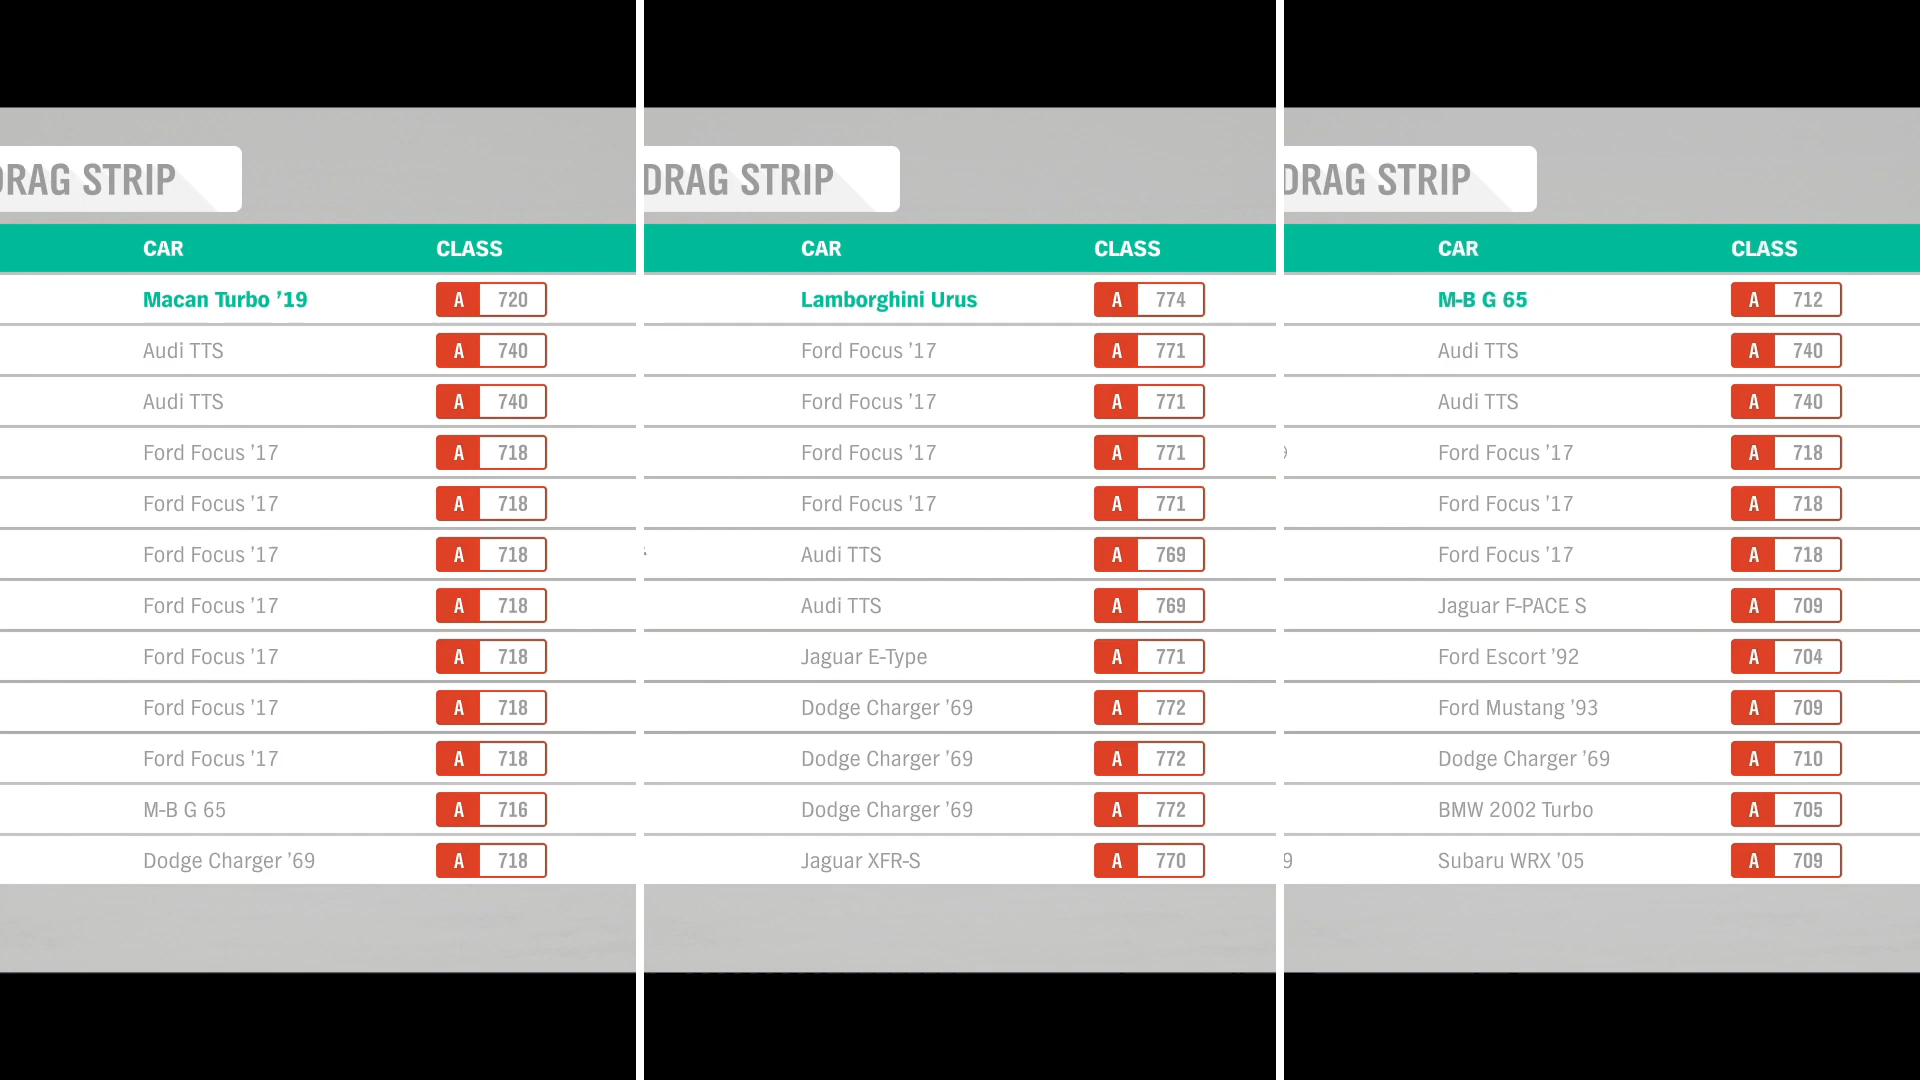 DRAG STRIP
CAR CLASS
Macan Turbo ’19 A 720
Audi TTS A 740
Audi TTS A 740
Ford Focus ’17 A 718
Ford Focus ’17 A 718
Ford Focus ’17 A 718
Ford Focus ’17 A 718
Ford Focus ’17 A 718
Ford Focus ’17 A 718
Ford Focus ’17 A 718
M-B G 65 A 716
Dodge Charger ’69 A 718
DRAG STRIP
CAR CLASS
Lamborghini Urus A 774
Ford Focus ’17 A 771
Ford Focus ’17 A 771
Ford Focus ’17 A 771
Ford Focus ’17 A 771
Audi TTS A 769
Audi TTS A 769
Jaguar E-Type A 771
Dodge Charger ’69 A 772
Dodge Charger ’69 A 772
Dodge Charger ’69 A 772
Jaguar XFR-S A 770
DRAG STRIP
CAR CLASS
M-B G 65 A 712
Audi TTS A 740
Audi TTS A 740
Ford Focus ’17 A 718
Ford Focus ’17 A 718
Ford Focus ’17 A 718
Jaguar F-PACE S A 709
Ford Escort ’92 A 704
Ford Mustang ’93 A 709
Dodge Charger ’69 A 710
BMW 2002 Turbo A 705
9 Subaru WRX ’05 A 709